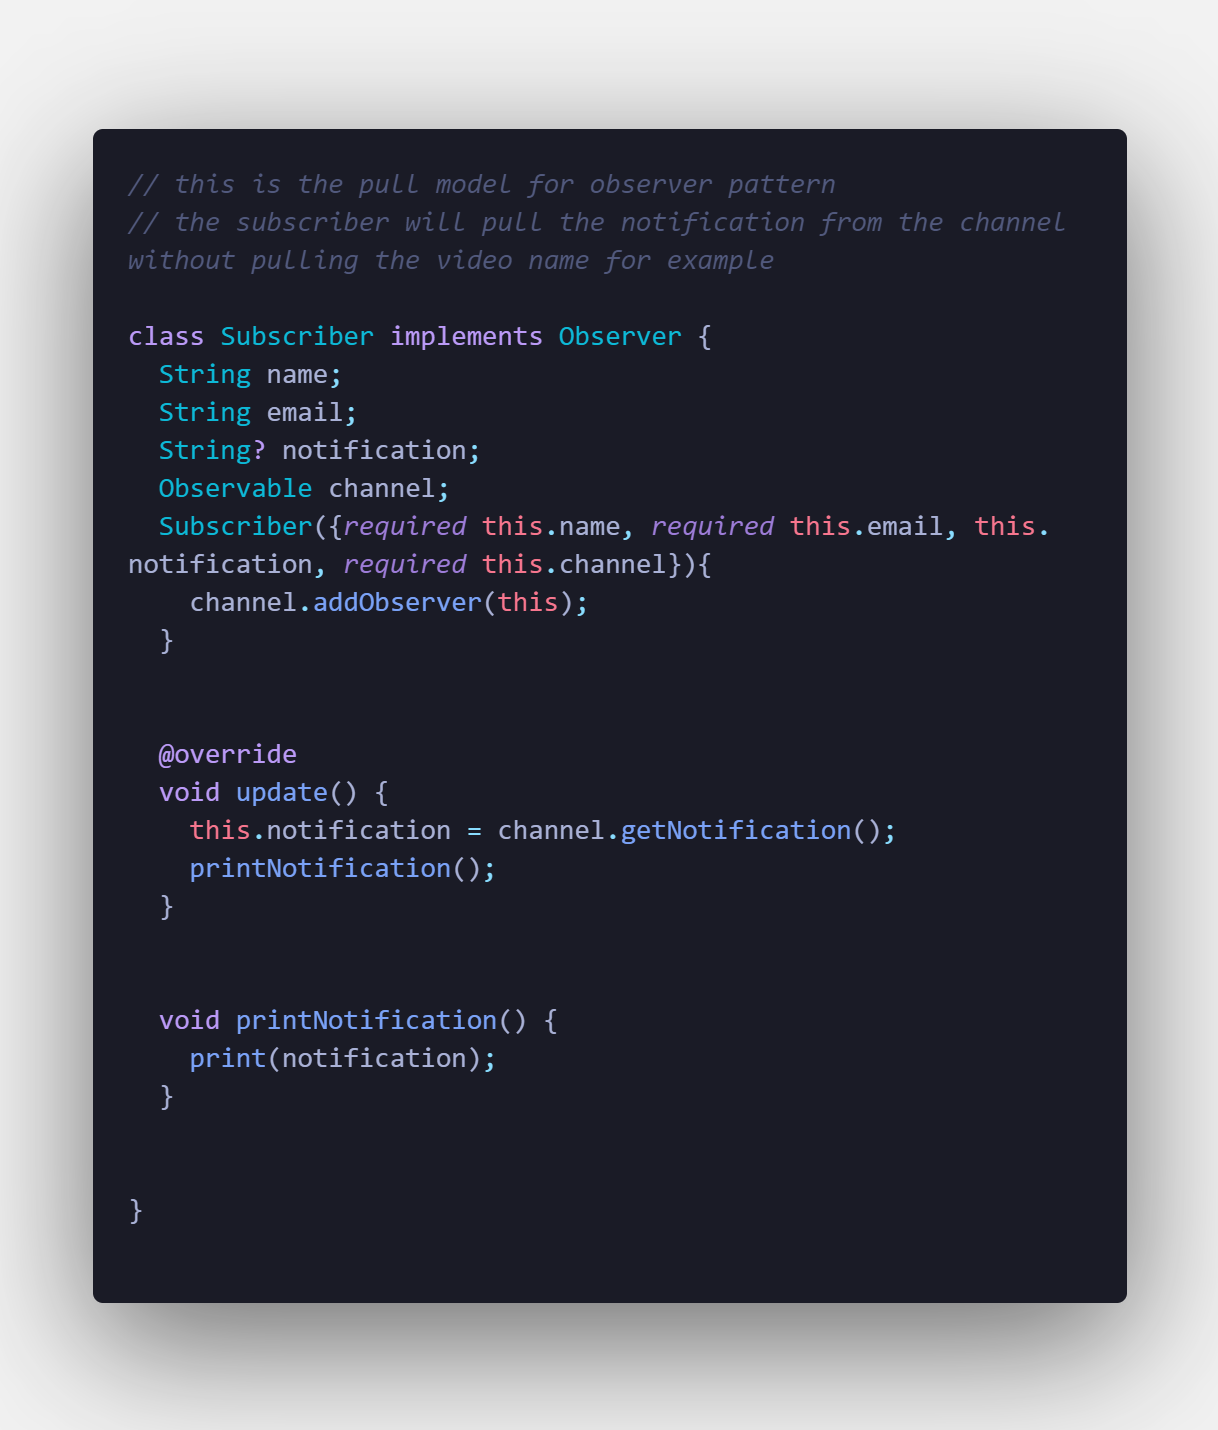 // this is the pull model for observer pattern
// the subscriber will pull the notification from the channel
without pulling the video name for example
class Subscriber implements Observer {
  String name;
  String email;
  String? notification;
  Observable channel;
  Subscriber({required this.name, required this.email, this.
notification, required this.channel}){
    channel.addObserver(this);
  }
  @override
  void update() {
    this.notification = channel.getNotification();
    printNotification();
  }
  void printNotification() {
    print(notification);
  }
}